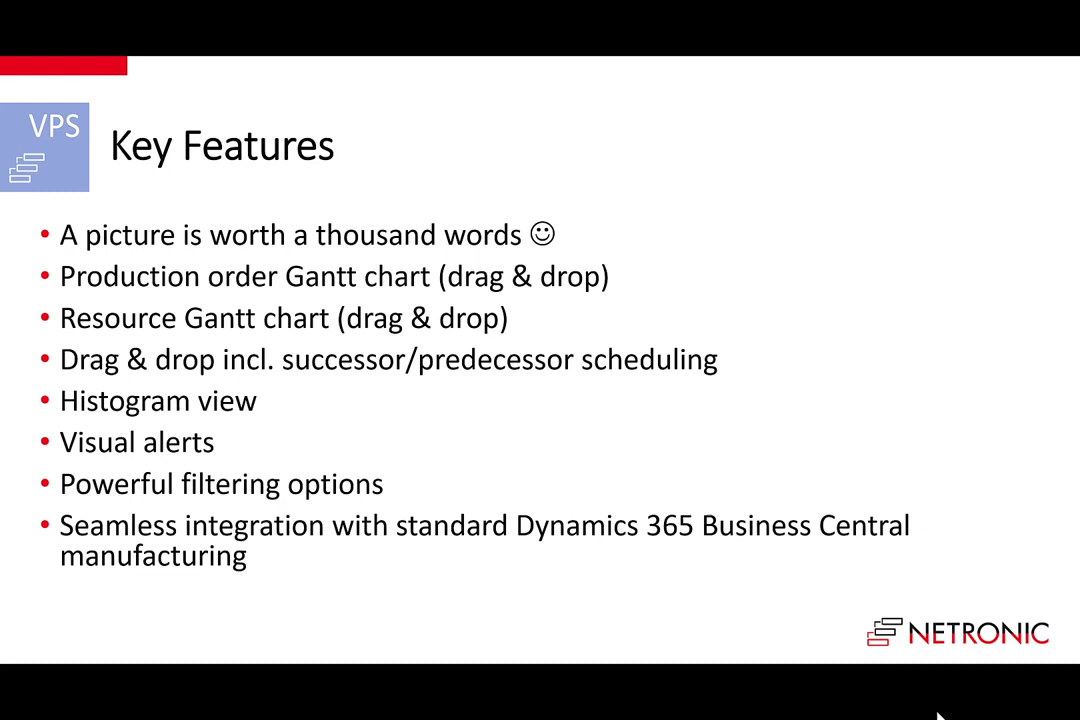 VPS
Key Features
• A picture is worth a thousand words ☺
• Production order Gantt chart (drag & drop)
• Resource Gantt chart (drag & drop)
• Drag & drop incl. successor/predecessor scheduling
• Histogram view
• Visual alerts
• Powerful filtering options
• Seamless integration with standard Dynamics 365 Business Central
manufacturing
NETRONIC